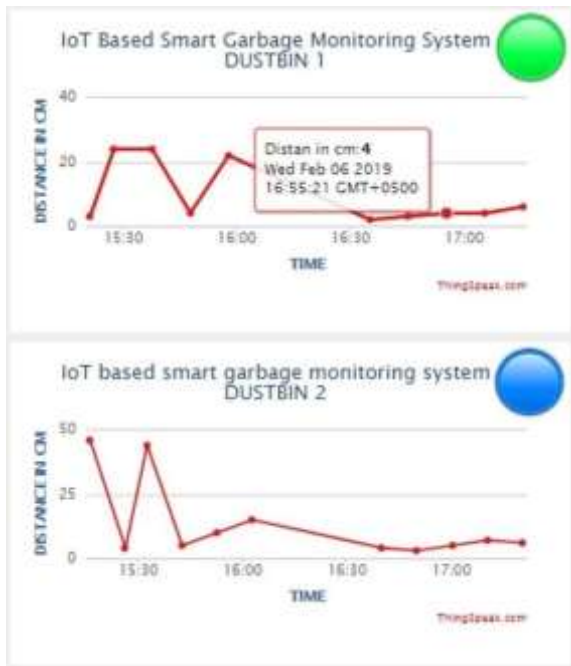 IoT Based Smart Garbage Monitoring System
DUSTBIN 1
DISTANCE IN CM
40
20
0
Distan in cm:4
Wed Feb 06 2019
16:55:21 GMT+0500
15:30 16:00 16:30 17:00
TIME
ThingSpeak.com
IoT based smart garbage monitoring system
DUSTBIN 2
DISTANCE IN CM
50
25
0
15:30 16:00 16:30 17:00
TIME
ThingSpeak.com